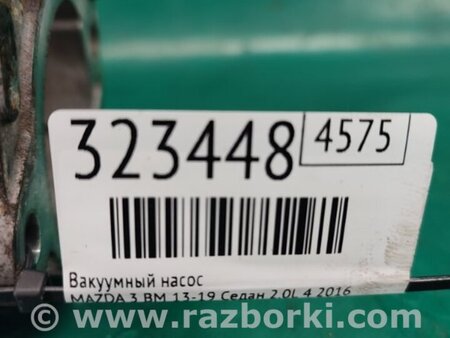 323448 4575
Вакуумный насос
MAZDA 3 BM 13-19 Седан 2.0L 4 2016
© www.razborki.com